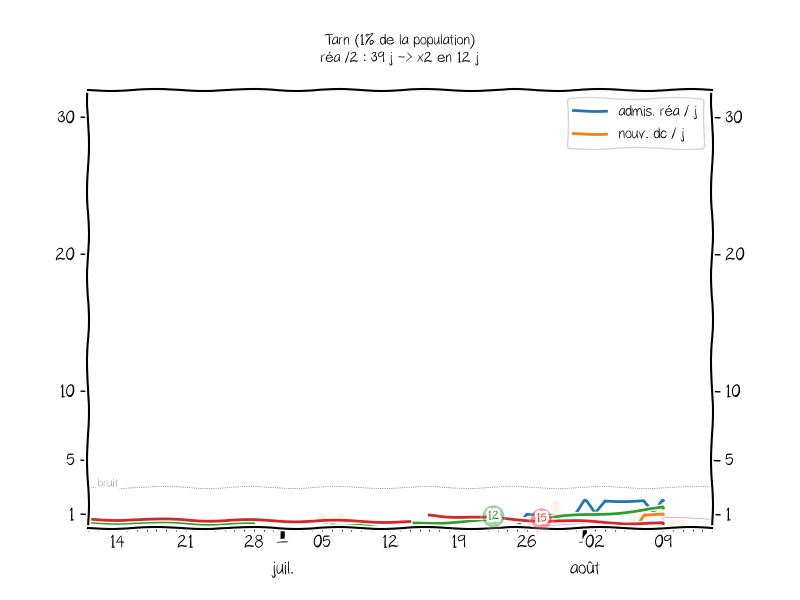 Tarn (1% de la population)
réa /2 : 39 j -> x2 en 12 j
admis. réa / j
nouv. dc / j
30 30
20 20
10 10
5 5
bruit
1 1
12 15
14 21 28 05 12 19 26 02 09
juil. août